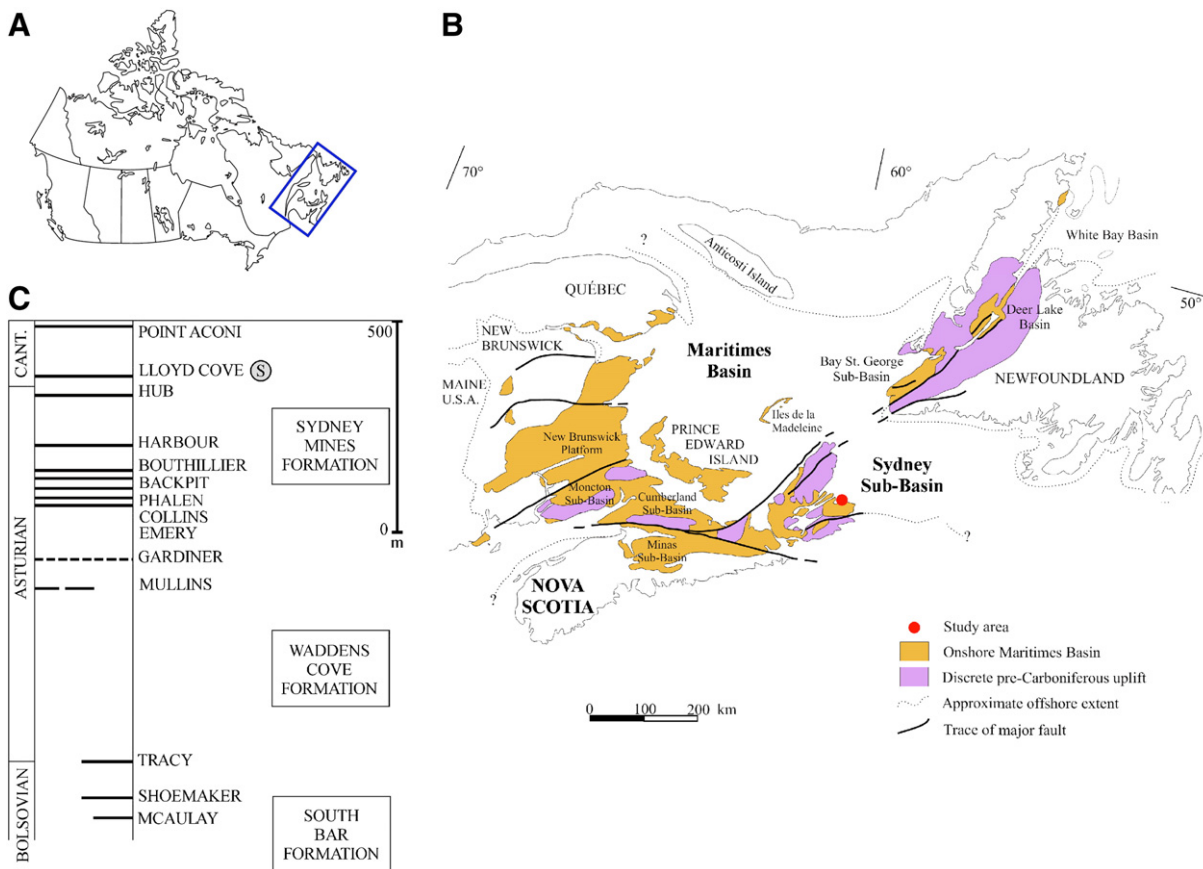 A
B
C
CANT.
ASTURIAN
BOLSOVIAN
POINT ACONI
LLOYD COVE
S
HUB
HARBOUR
BOUTHILLIER
BACKPIT
PHALEN
COLLINS
EMERY
GARDINER
MULLINS
TRACY
SHOEMAKER
MCAULAY
500
0
m
SYDNEY
MINES
FORMATION
WADDENS
COVE
FORMATION
SOUTH
BAR
FORMATION
70°
60°
50°
?
Anticosti Island
White Bay Basin
QUÉBEC
Deer Lake
Basin
NEW
BRUNSWICK
Maritimes
Basin
Bay St. George
Sub-Basin
NEWFOUNDLAND
MAINE
U.S.A.
Iles de la
Madeleine
PRINCE
EDWARD
ISLAND
New Brunswick
Platform
Sydney
Sub-Basin
Moncton
Sub-Basin
Cumberland
Sub-Basin
Minas
Sub-Basin
?
?
NOVA
SCOTIA
Study area
Onshore Maritimes Basin
Discrete pre-Carboniferous uplift
Approximate offshore extent
Trace of major fault
0 100 200 km